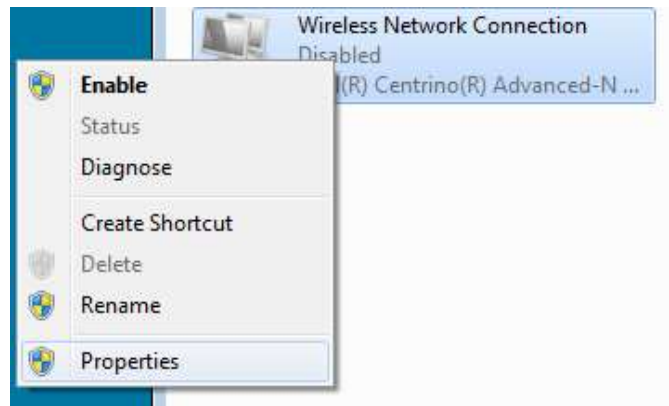 Wireless Network Connection
Disabled
(R) Centrino(R) Advanced-N ...
Enable
Status
Diagnose
Create Shortcut
Delete
Rename
Properties